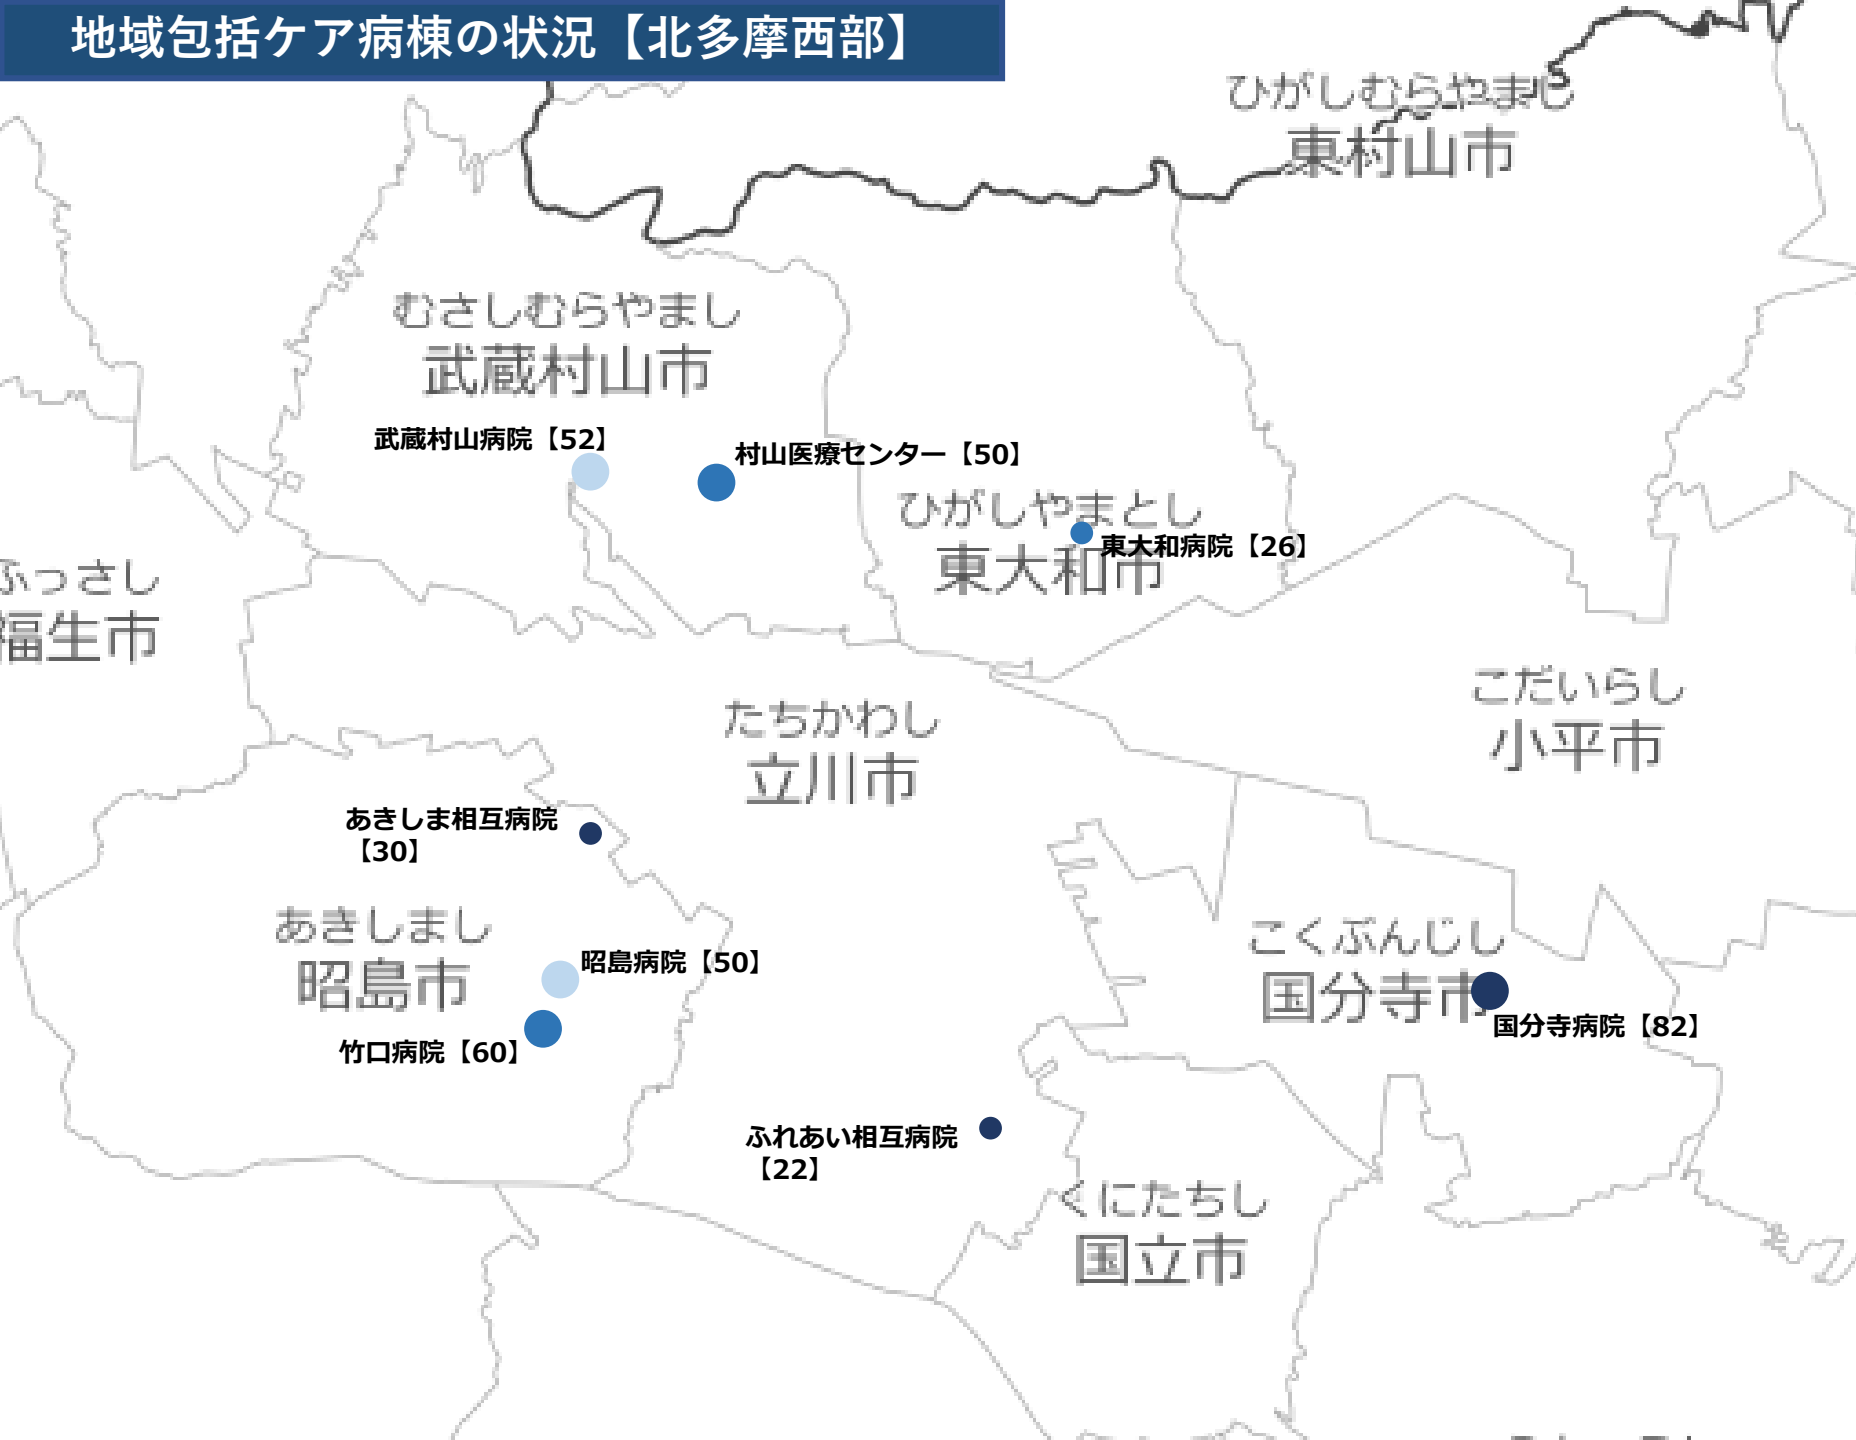 地域包括ケア病棟の状況【北多摩西部】
ひがしむらやまし
東村山市
むさしむらやまし
武蔵村山市
武蔵村山病院【52】
村山医療センター【50】
ひがしやまとし
東大和市
東大和病院【26】
ふっさし
福生市
こだいらし
小平市
たちかわし
立川市
あきしま相互病院
【30】
あきしまし
昭島市
昭島病院【50】
竹口病院【60】
こくぶんじし
国分寺市
国分寺病院【82】
ふれあい相互病院
【22】
くにたちし
国立市